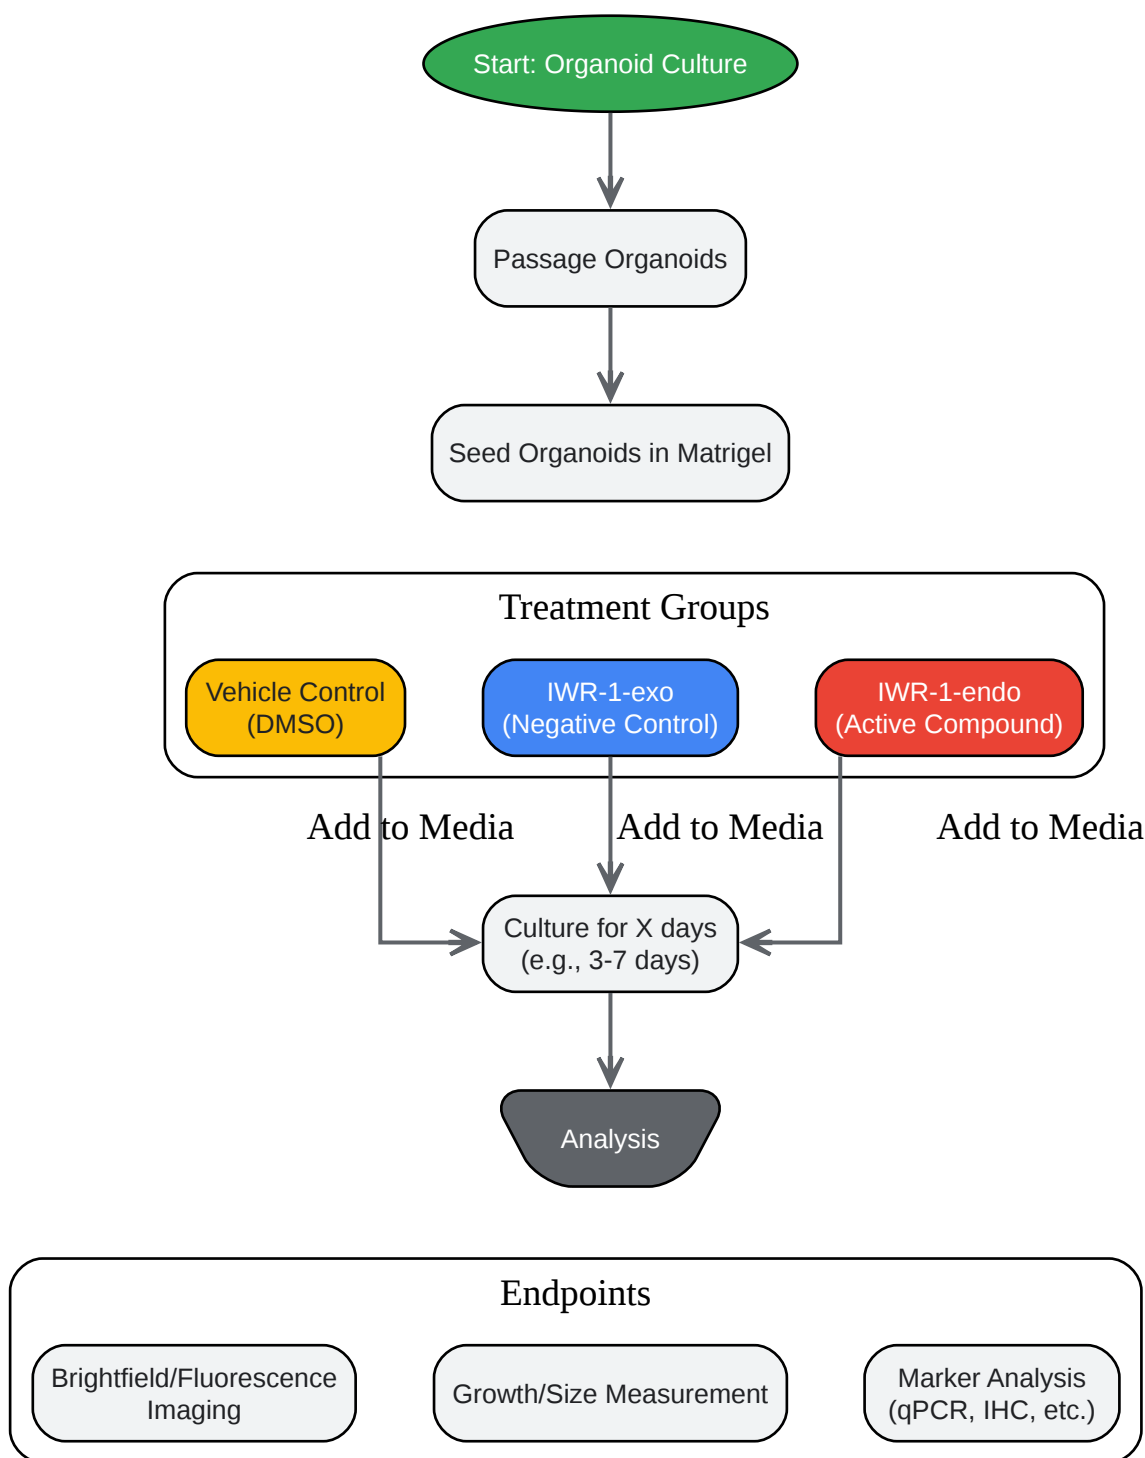 Start: Organoid Culture
Passage Organoids
Seed Organoids in Matrigel
Treatment Groups
Vehicle Control
(DMSO)
IWR-1-exo
(Negative Control)
IWR-1-endo
(Active Compound)
Add to Media
Add to Media
Add to Media
Culture for X days
(e.g., 3-7 days)
Analysis
Endpoints
Brightfield/Fluorescence
Imaging
Growth/Size Measurement
Marker Analysis
(qPCR, IHC, etc.)